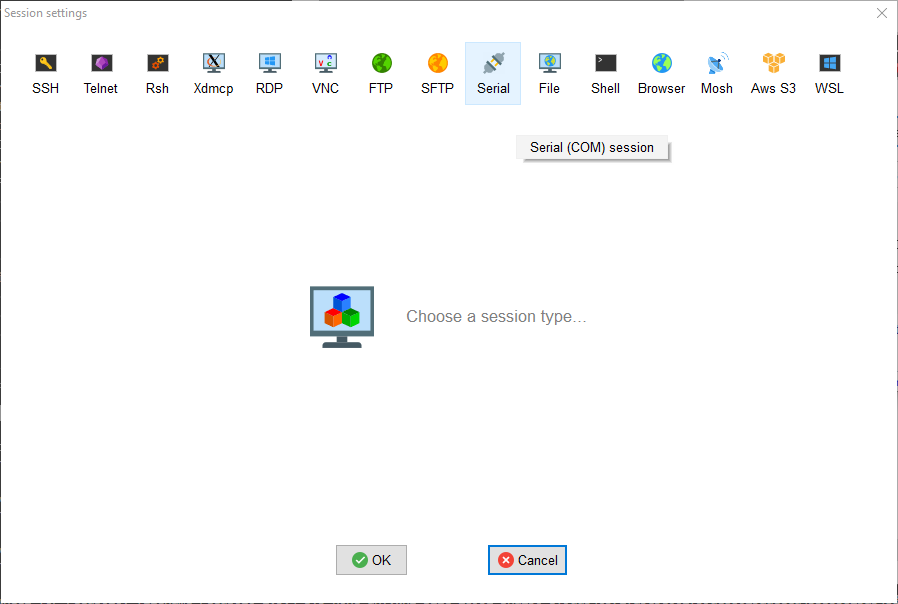 Session settings
SSH Telnet Rsh Xdmcp RDP VNC FTP SFTP Serial File Shell Browser Mosh Aws S3 WSL
Serial (COM) session
Choose a session type...
OK Cancel